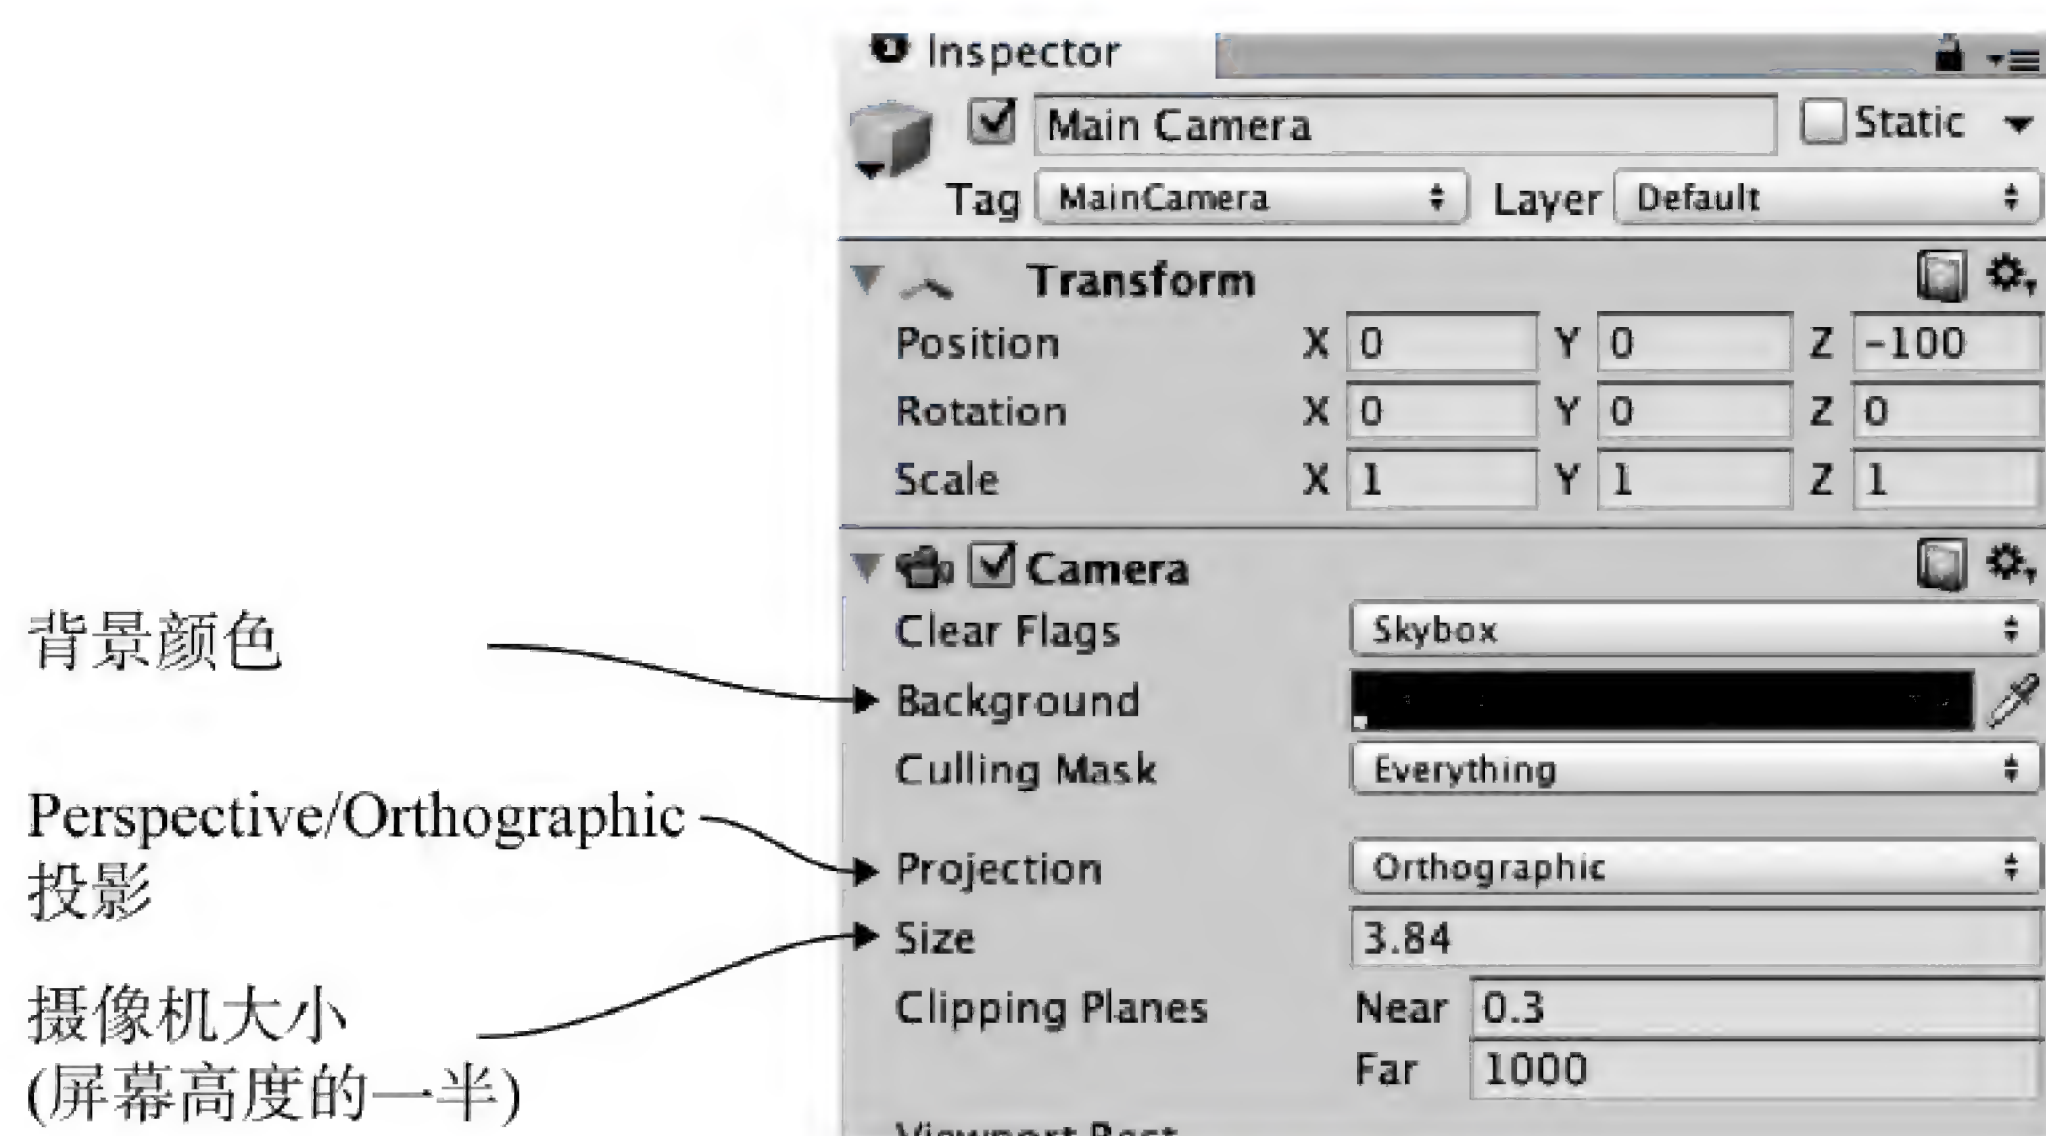 Inspector
Main Camera
Static
Tag MainCamera Layer Default
Transform
Position X 0 Y 0 Z -100
Rotation X 0 Y 0 Z 0
Scale X 1 Y 1 Z 1
Camera
Clear Flags Skybox
背景颜色
Background
Culling Mask Everything
Perspective/Orthographic
投影
Projection Orthographic
Size 3.84
摄像机大小
(屏幕高度的一半)
Clipping Planes Near 0.3
Far 1000